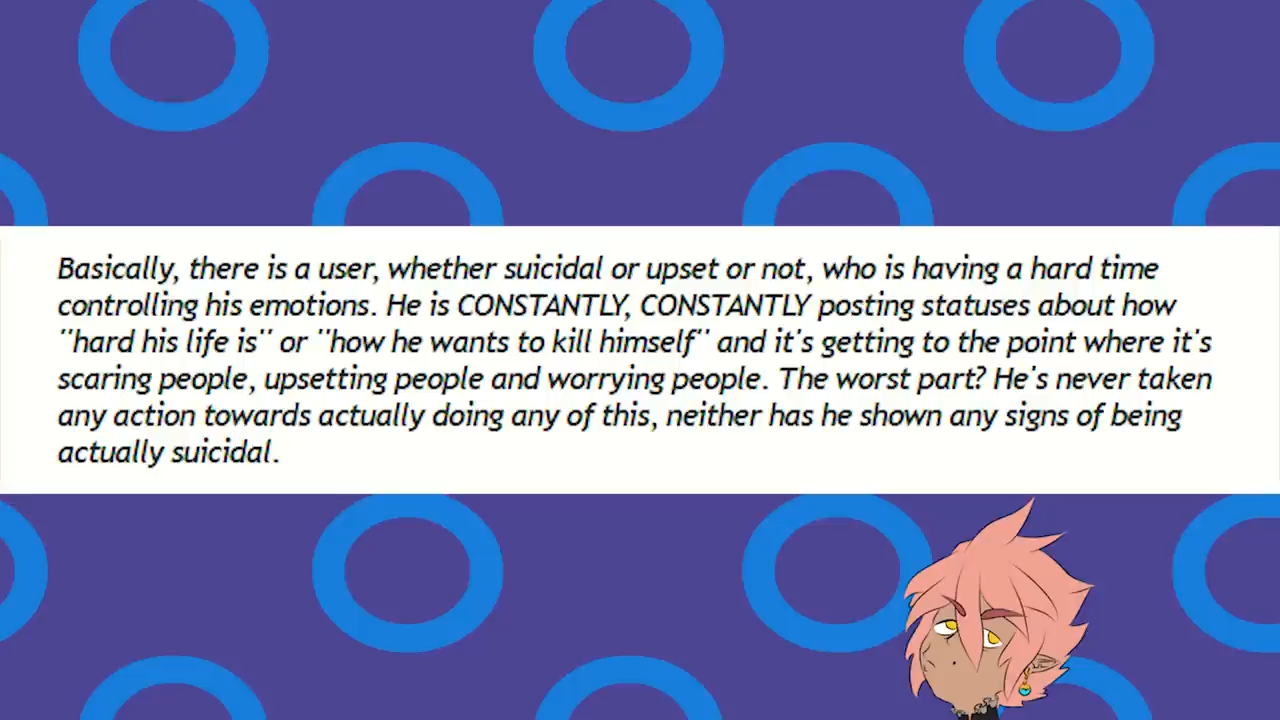 Basically, there is a user, whether suicidal or upset or not, who is having a hard time
controlling his emotions. He is CONSTANTLY, CONSTANTLY posting statuses about how
"hard his life is" or "how he wants to kill himself" and it's getting to the point where it's
scaring people, upsetting people and worrying people. The worst part? He's never taken
any action towards actually doing any of this, neither has he shown any signs of being
actually suicidal.